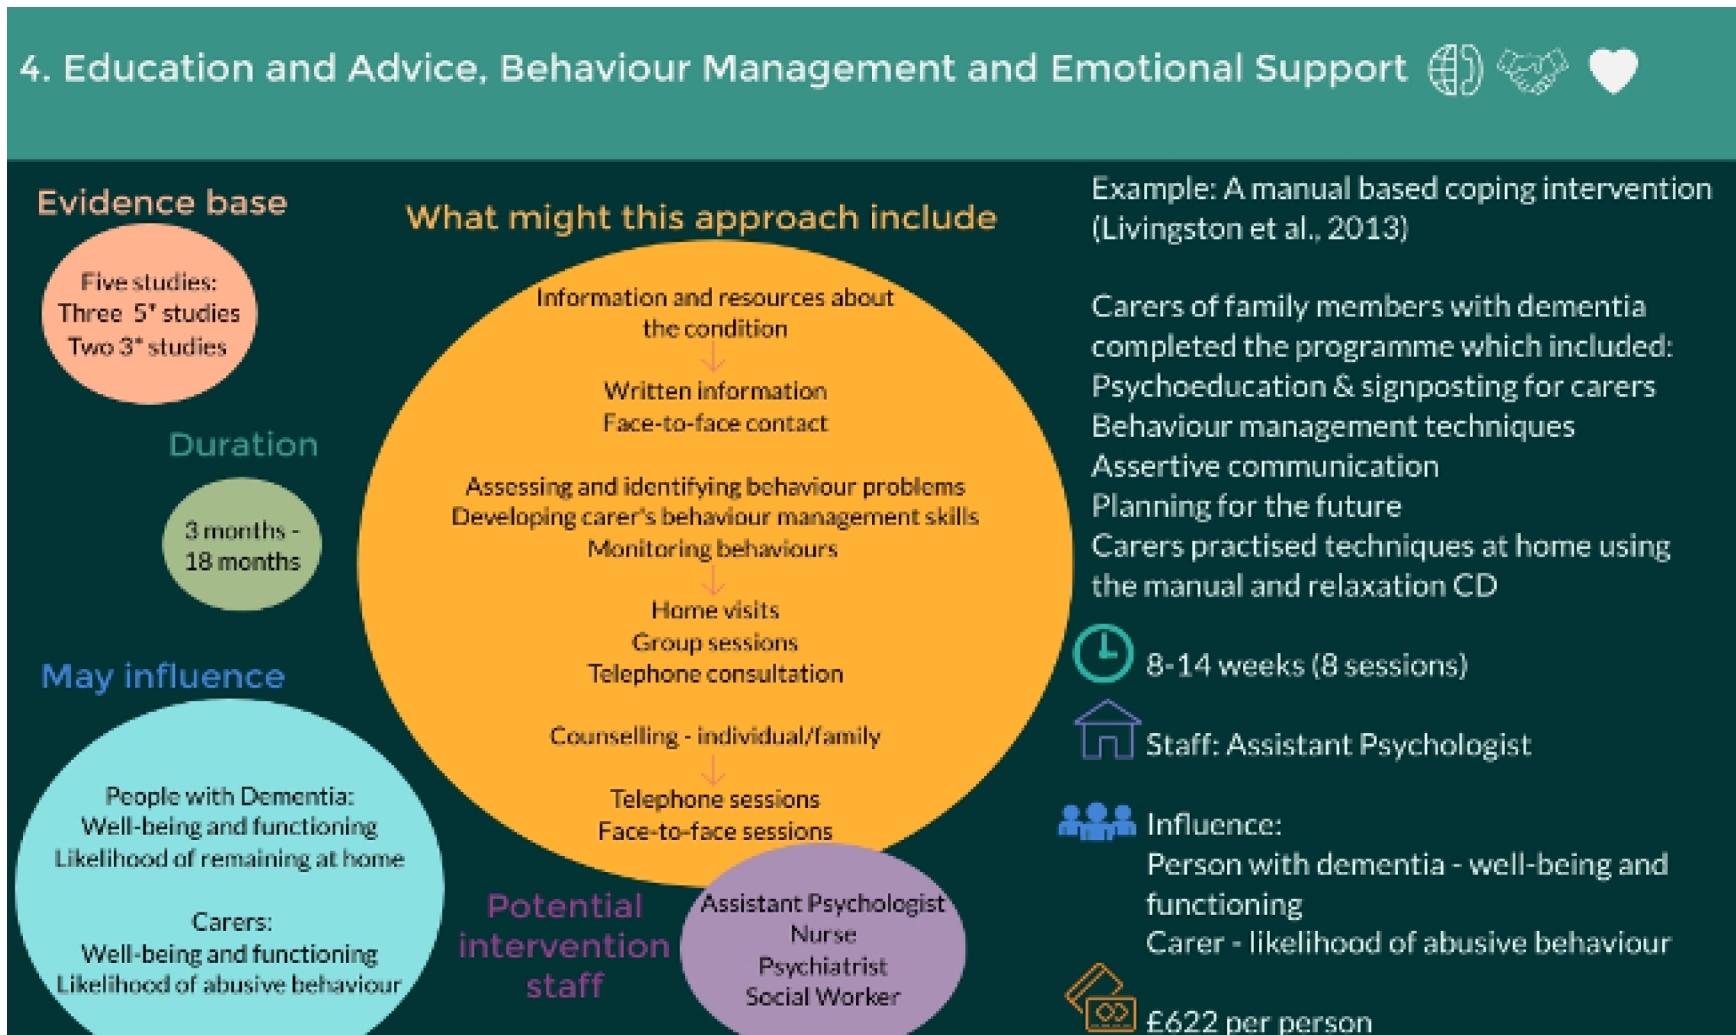 4. Education and Advice, Behaviour Management and Emotional Support
Evidence base
Five studies:
Three 5* studies
Two 3* studies
Duration
3 months -
18 months
May influence
People with Dementia:
Well-being and functioning
Likelihood of remaining at home
Carers:
Well-being and functioning
Likelihood of abusive behaviour
What might this approach include
Information and resources about
the condition
Written information
Face-to-face contact
Assessing and identifying behaviour problems
Developing carer's behaviour management skills
Monitoring behaviours
Home visits
Group sessions
Telephone consultation
Counselling - individual/family
Telephone sessions
Face-to-face sessions
Potential
intervention
staff
Assistant Psychologist
Nurse
Psychiatrist
Social Worker
Example: A manual based coping intervention
(Livingston et al., 2013)
Carers of family members with dementia
completed the programme which included:
Psychoeducation & signposting for carers
Behaviour management techniques
Assertive communication
Planning for the future
Carers practised techniques at home using
the manual and relaxation CD
8-14 weeks (8 sessions)
Staff: Assistant Psychologist
Influence:
Person with dementia - well-being and
functioning
Carer - likelihood of abusive behaviour
£622 per person